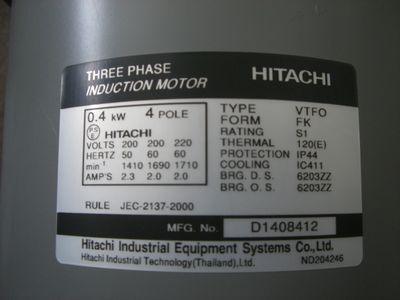 THREE PHASE
INDUCTION MOTOR
HITACHI
0.4 kW 4 POLE
PS E HITACHI
VOLTS 200 200 220
HERTZ 50 60 60
min⁻¹ 1410 1690 1710
AMP'S 2.3 2.0 2.0
RULE JEC-2137-2000
TYPE VTFO
FORM FK
RATING S1
THERMAL 120(E)
PROTECTION IP44
COOLING IC411
BRG. D. S. 6203ZZ
BRG. O. S. 6203ZZ
MFG. No. D1408412
Hitachi Industrial Equipment Systems Co.,Ltd.
Hitachi Industrial Technology(Thailand),Ltd. ND204246